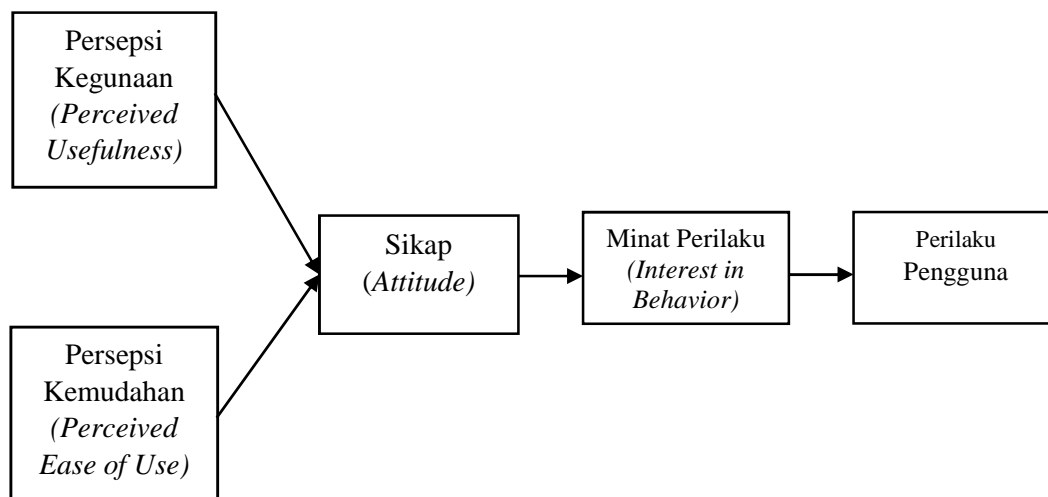 Persepsi
Kegunaan
(Perceived
Usefulness)
Sikap
(Attitude)
Minat Perilaku
(Interest in
Behavior)
Perilaku
Pengguna
Persepsi
Kemudahan
(Perceived
Ease of Use)